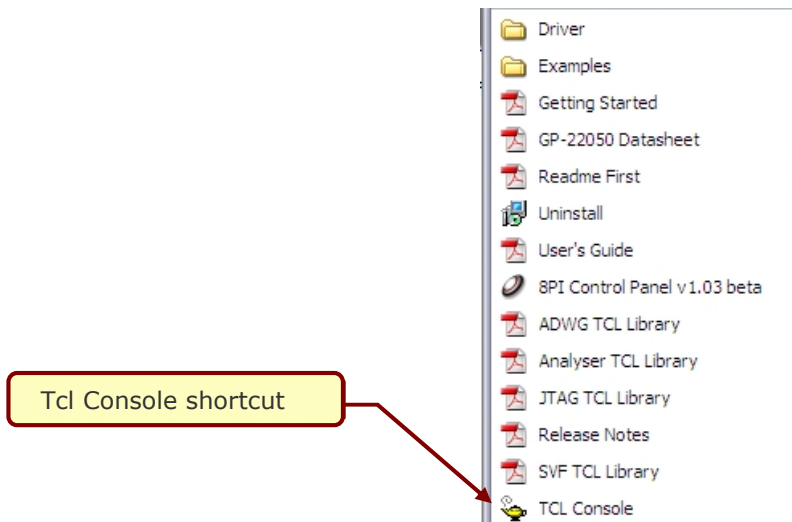 Driver
Examples
Getting Started
GP-22050 Datasheet
Readme First
Uninstall
User's Guide
8PI Control Panel v1.03 beta
ADWG TCL Library
Analyser TCL Library
Tcl Console shortcut
JTAG TCL Library
Release Notes
SVF TCL Library
TCL Console